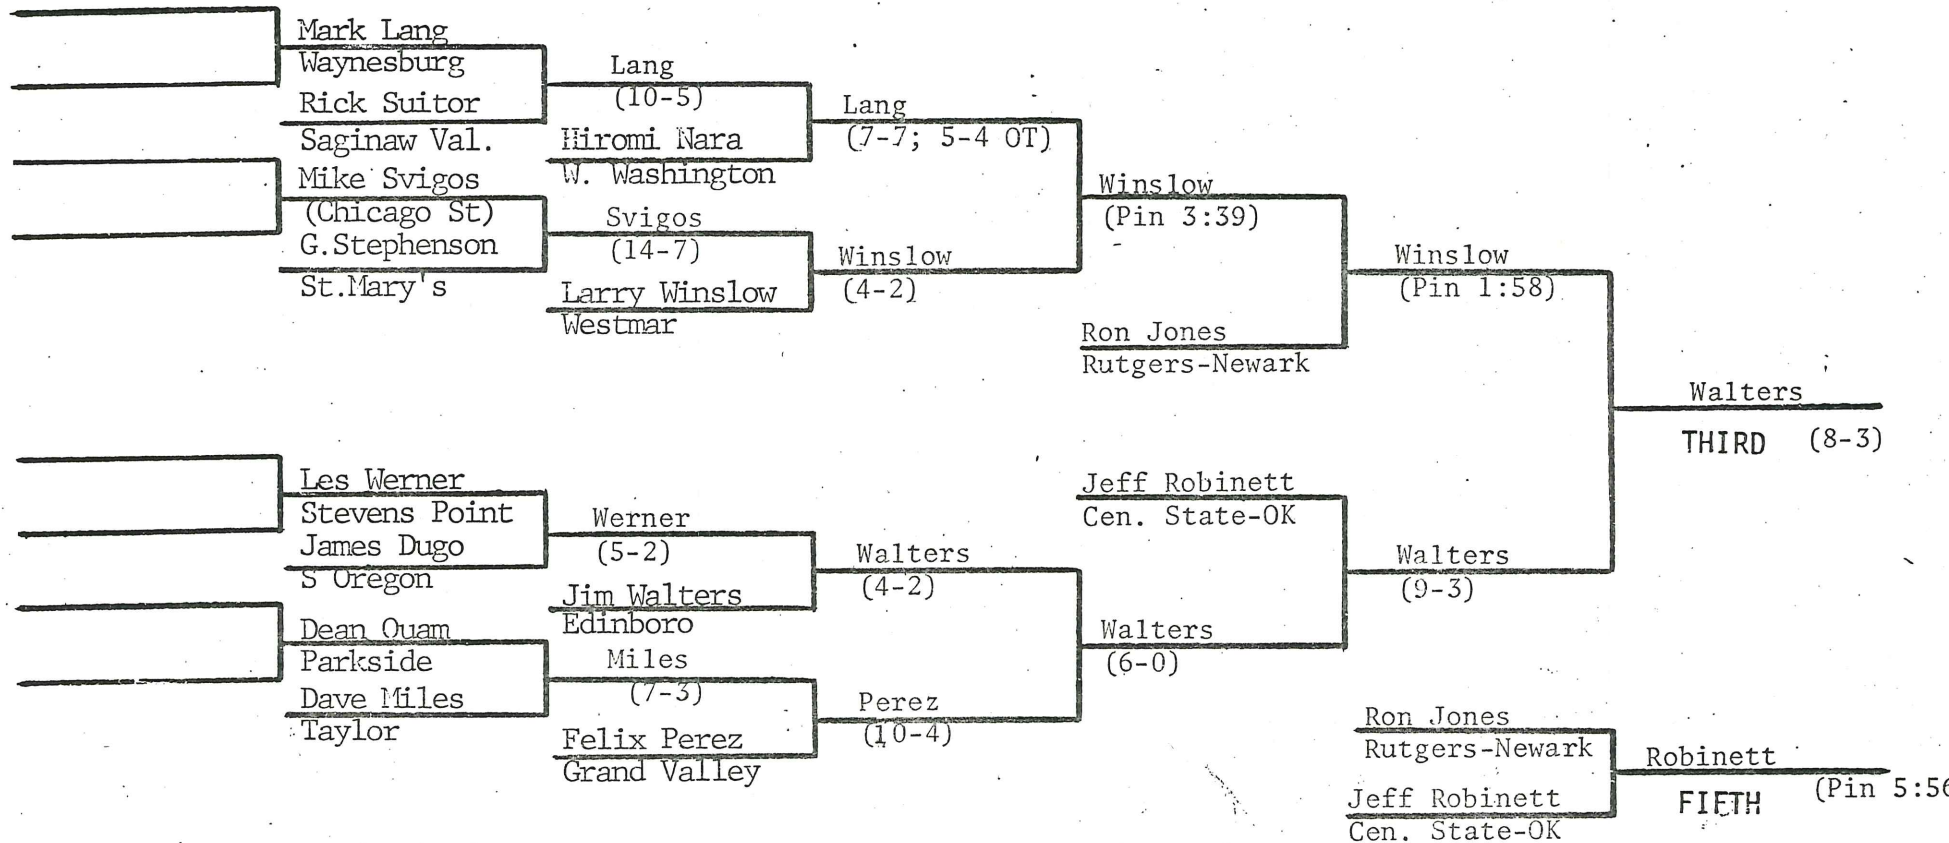 Mark Lang
Waynesburg
Rick Suitor
Saginaw Val.
Mike Svigos
(Chicago St)
G.Stephenson
St.Mary's
Lang
(10-5)
Hiromi Nara
W. Washington
Svigos
(14-7)
Larry Winslow
Westmar
Lang
(7-7; 5-4 OT)
Winslow
(4-2)
Winslow
(Pin 3:39)
Ron Jones
Rutgers-Newark
Winslow
(Pin 1:58)
Les Werner
Stevens Point
James Dugo
S Oregon
Dean Quam
Parkside
Dave Miles
Taylor
Werner
(5-2)
Jim Walters
Edinboro
Miles
(7-3)
Felix Perez
Grand Valley
Walters
(4-2)
Perez
(10-4)
Jeff Robinett
Cen. State-OK
Walters
(6-0)
Walters
(9-3)
Walters
THIRD (8-3)
Ron Jones
Rutgers-Newark
Jeff Robinett
Cen. State-OK
Robinett
FIFTH (Pin 5:56